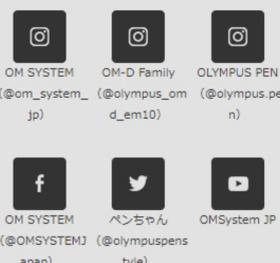 OM SYSTEM
(@om_system_
jp)
OM-D Family
(@olympus_om
d_em10)
OLYMPUS PEN
(@olympus.pe
n)
OM SYSTEM
(@OMSYSTEMJ
apan)
ペンちゃん
(@olympuspens
tyle)
OMSystem JP